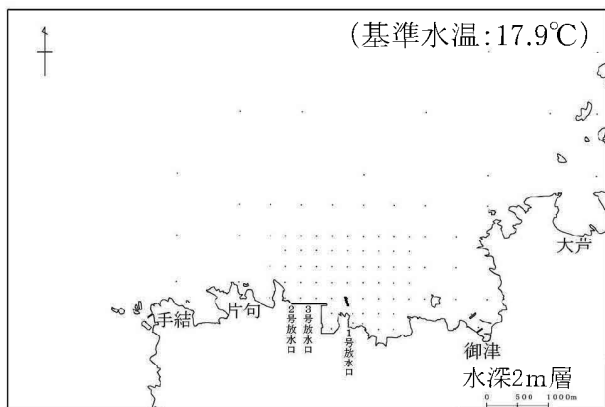 (基準水温:17.9℃)
大芦
手結
片句
2号放水口
3号放水口
1号放水口
御津
水深2m層
0 500 1000m